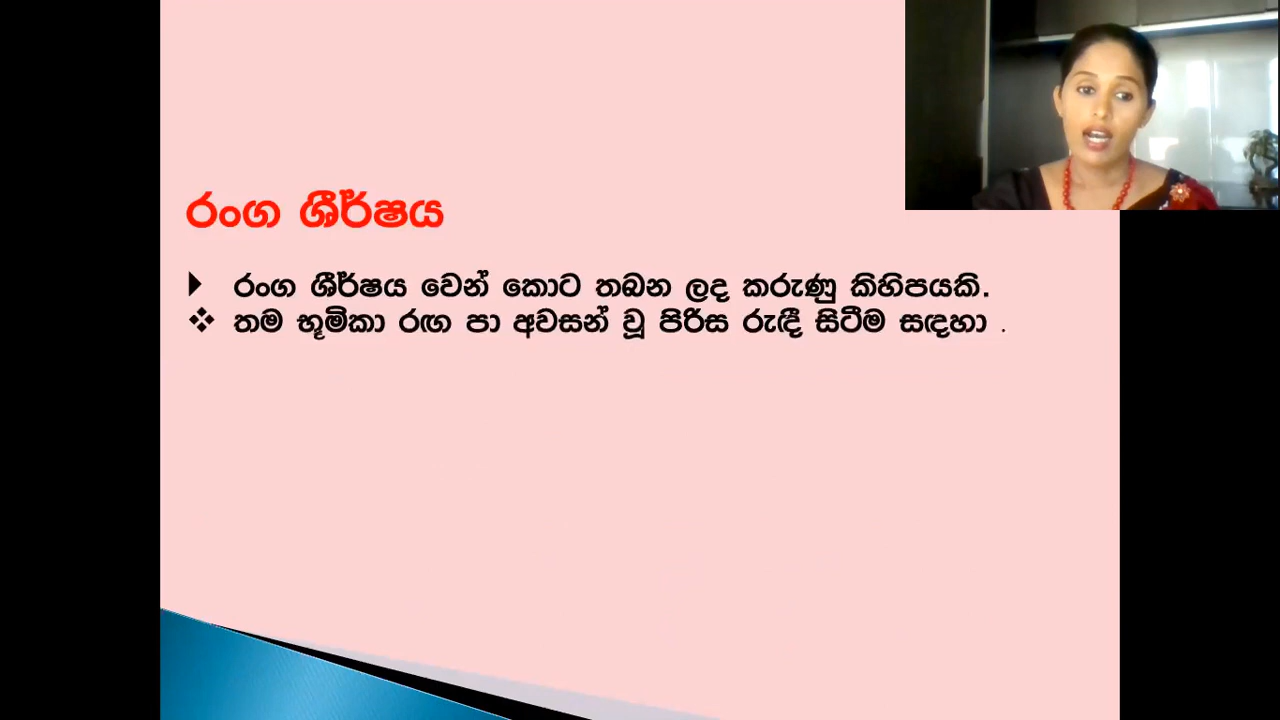 රංග ශීර්ෂය
රංග ශීර්ෂය වෙන් කොට තබන ලද කරුණු කිහිපයකි.
තම භූමිකා රඟ පා අවසන් වූ පිරිස රැඳී සිටීම සඳහා .